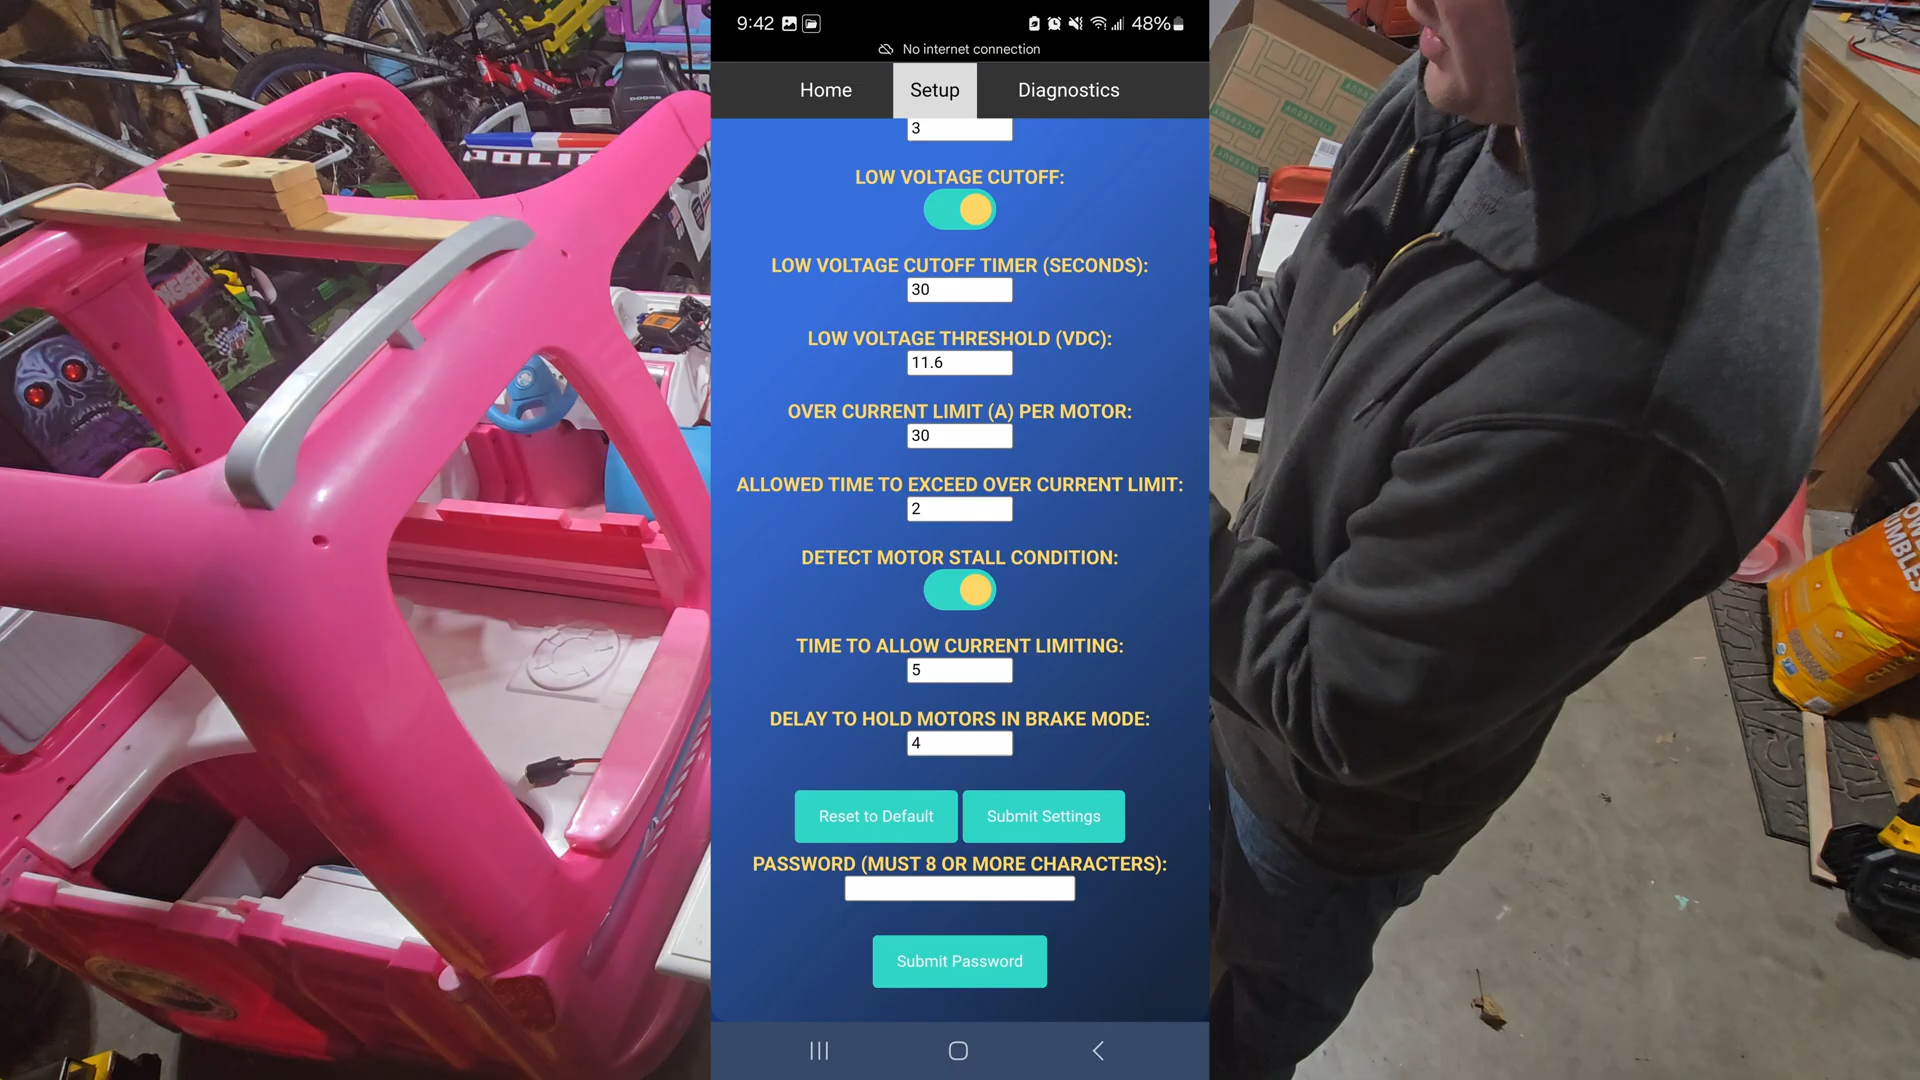 9:42
48%
No internet connection
Home
Setup
Diagnostics
3
LOW VOLTAGE CUTOFF:
LOW VOLTAGE CUTOFF TIMER (SECONDS):
30
LOW VOLTAGE THRESHOLD (VDC):
11.6
OVER CURRENT LIMIT (A) PER MOTOR:
30
ALLOWED TIME TO EXCEED OVER CURRENT LIMIT:
2
DETECT MOTOR STALL CONDITION:
TIME TO ALLOW CURRENT LIMITING:
5
DELAY TO HOLD MOTORS IN BRAKE MODE:
4
Reset to Default
Submit Settings
PASSWORD (MUST 8 OR MORE CHARACTERS):
Submit Password
DODGE